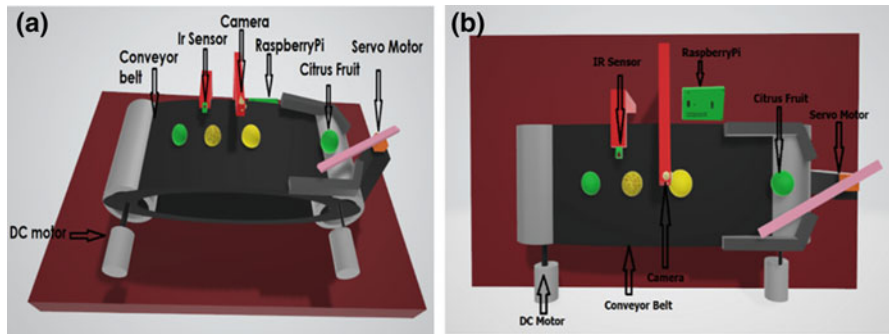 (a)
Camera
Ir Sensor
RaspberryPi
Servo Motor
Conveyor
belt
Citrus Fruit
DC motor
(b)
RaspberryPi
IR Sensor
Citrus Fruit
Servo Motor
Camera
Conveyor Belt
DC Motor